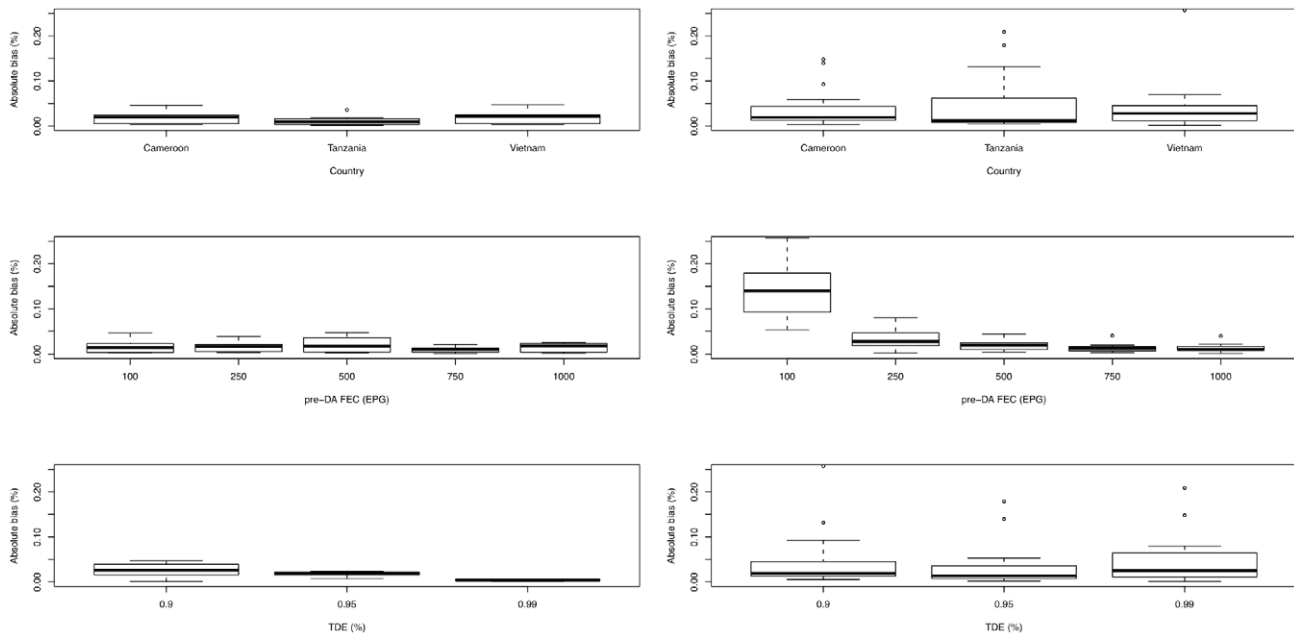 Absolute bias (%)
0.20
0.10
0.00
Cameroon Tanzania Vietnam
Country
Absolute bias (%)
0.20
0.10
0.00
Cameroon Tanzania Vietnam
Country
Absolute bias (%)
0.20
0.10
0.00
100 250 500 750 1000
pre−DA FEC (EPG)
Absolute bias (%)
0.20
0.10
0.00
100 250 500 750 1000
pre−DA FEC (EPG)
Absolute bias (%)
0.20
0.10
0.00
0.9 0.95 0.99
TDE (%)
Absolute bias (%)
0.20
0.10
0.00
0.9 0.95 0.99
TDE (%)